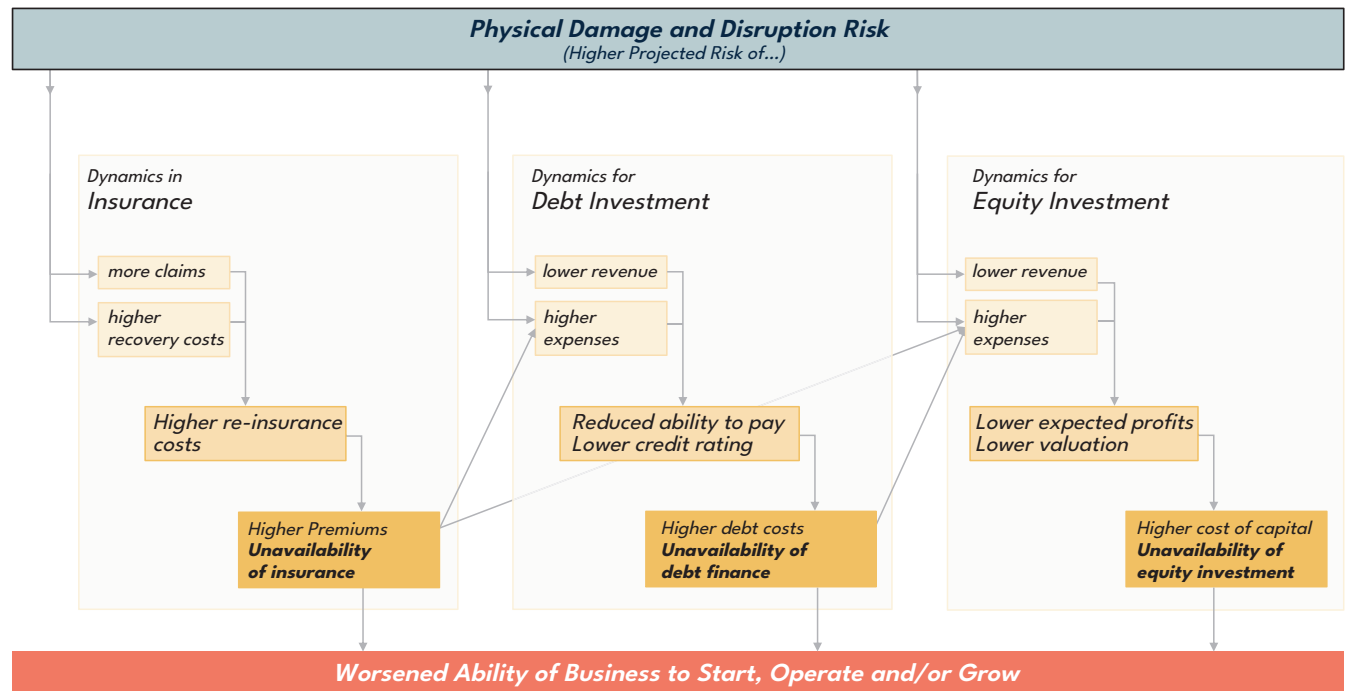 Physical Damage and Disruption Risk
(Higher Projected Risk of...)
Dynamics in
Insurance
more claims
higher
recovery costs
Higher re-insurance
costs
Higher Premiums
Unavailability
of insurance
Dynamics for
Debt Investment
lower revenue
higher
expenses
Reduced ability to pay
Lower credit rating
Higher debt costs
Unavailability of
debt finance
Dynamics for
Equity Investment
lower revenue
higher
expenses
Lower expected profits
Lower valuation
Higher cost of capital
Unavailability of
equity investment
Worsened Ability of Business to Start, Operate and/or Grow